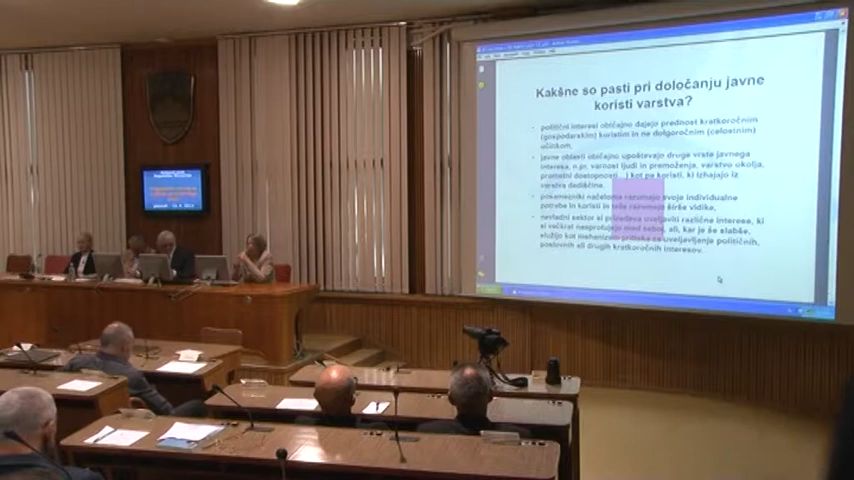 Kakšne so pasti pri določanju javne
koristi varstva?
politični interesi običajno dajejo prednost kratkoročnim
(gospodarskim) koristim in ne dolgoročnim (celostnim)
učinkom,
javne oblasti običajno upoštevajo druge vrste javnega
interesa, n.pr. varnost ljudi in premoženja, varstvo okolja,
prometni dostopnosti…) kot pa koristi, ki izhajajo iz
varstva dediščine,
posamezniki načeloma razumejo svoje individualne
potrebe in koristi in težje razumejo širše vidike,
nevladni sektor si prizadeva uveljaviti različne interese, ki
si večkrat nasprotujejo med seboj, ali, kar je še slabše,
služijo kot mehanizem pritiska za uveljavljanje političnih,
poslovnih ali drugih kratkoročnih interesov.